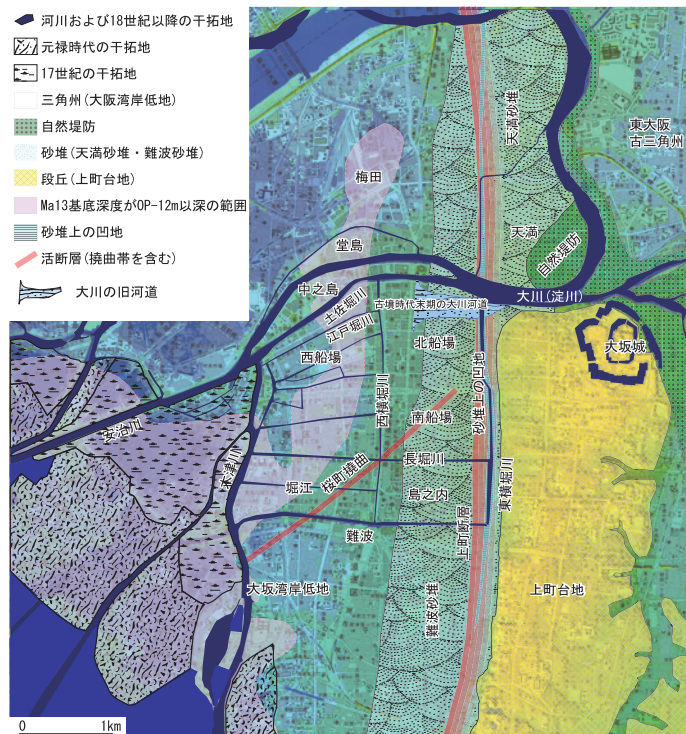 河川および18世紀以降の干拓地
元禄時代の干拓地
17世紀の干拓地
三角州(大阪湾岸低地)
自然堤防
砂堆(天満砂堆・難波砂堆)
段丘(上町台地)
Ma13基底深度がOP-12m以深の範囲
砂堆上の凹地
活断層(撓曲帯を含む)
大川の旧河道
天満砂堆
東大阪
古三角州
梅田
天満
堂島
自然堤防
中之島
大川(淀川)
土佐堀川
古墳時代末期の大川河道
江戸堀川
北船場
大坂城
西船場
砂堆上の凹地
西横堀川
南船場
安治川
木津川
桜町撓曲
長堀川
東横堀川
堀江
島之内
上町断層
難波
大坂湾岸低地
上町台地
難波砂堆
0 1km